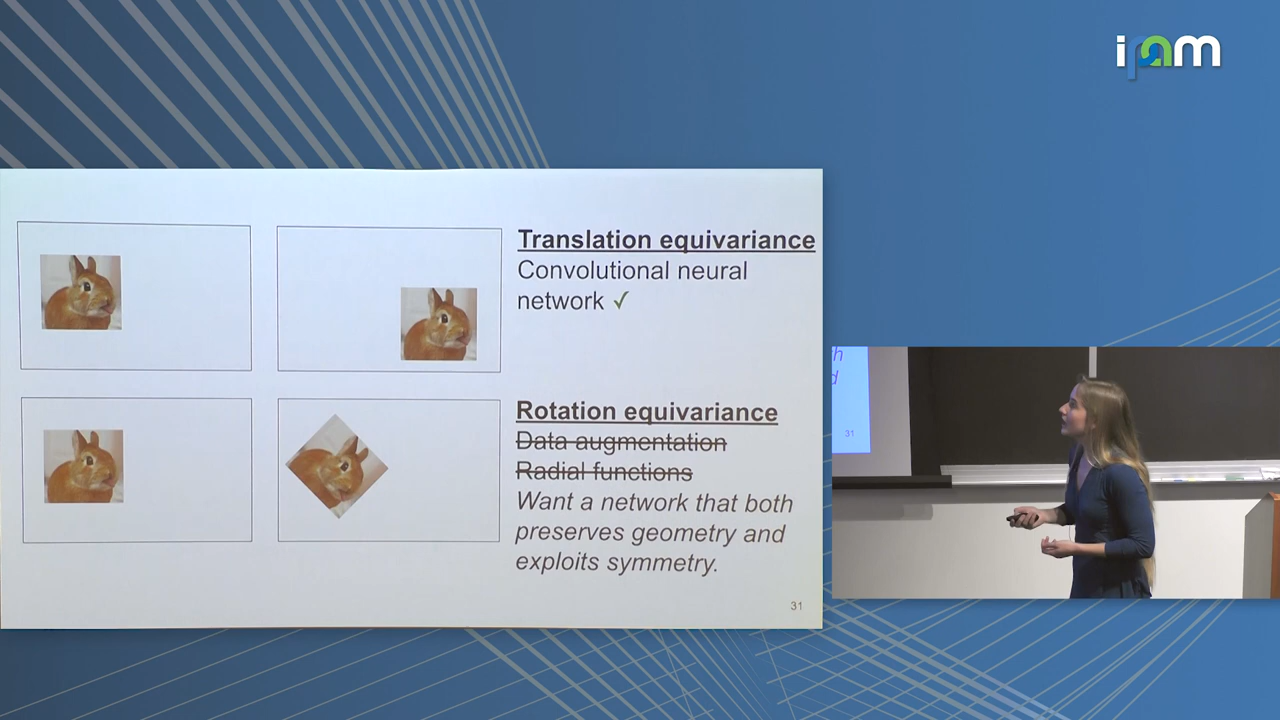 ipam
Translation equivariance
Convolutional neural
network ✓
Rotation equivariance
Data augmentation
Radial functions
Want a network that both
preserves geometry and
exploits symmetry.
31
h
d
31